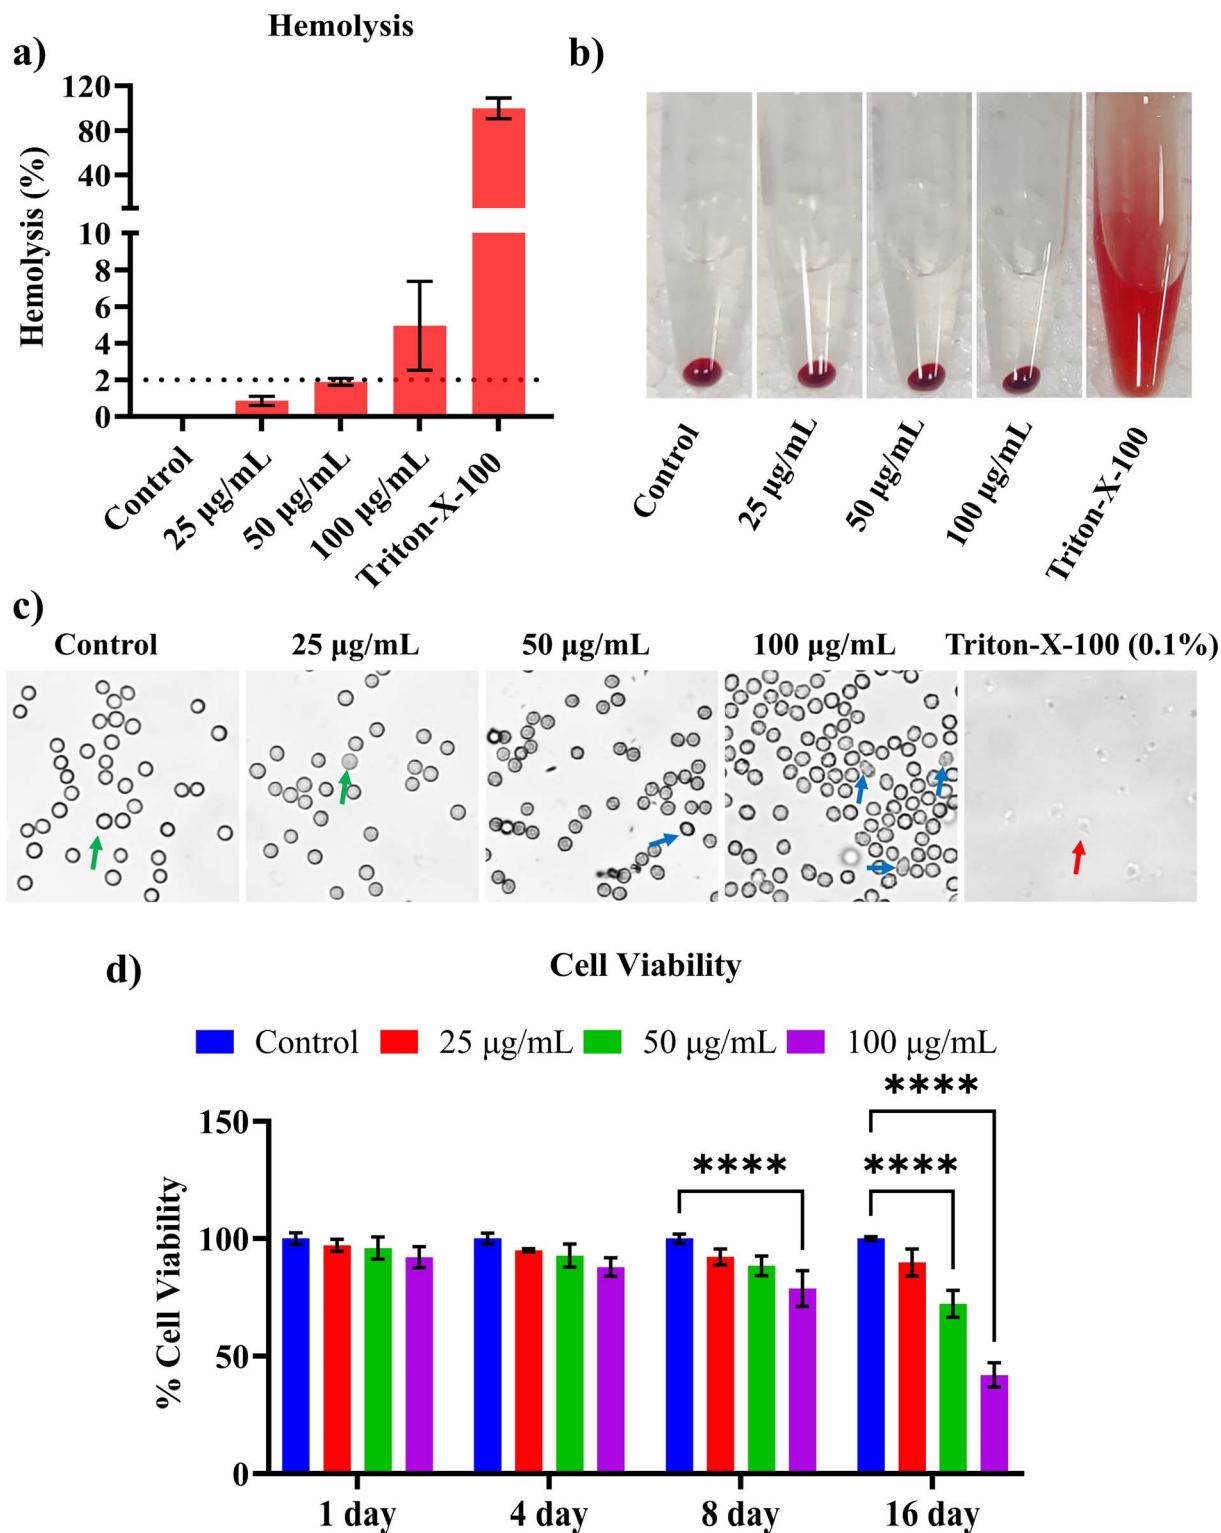 Hemolysis
a)
b)
Hemolysis (%)
120
80
40
10
8
6
4
2
0
Control
25 µg/mL
50 µg/mL
100 µg/mL
Triton-X-100
Control
25 µg/mL
50 µg/mL
100 µg/mL
Triton-X-100
c)
Control
25 µg/mL
50 µg/mL
100 µg/mL
Triton-X-100 (0.1%)
d)
Cell Viability
Control
25 µg/mL
50 µg/mL
100 µg/mL
% Cell Viability
150
100
50
0
****
****
****
1 day
4 day
8 day
16 day